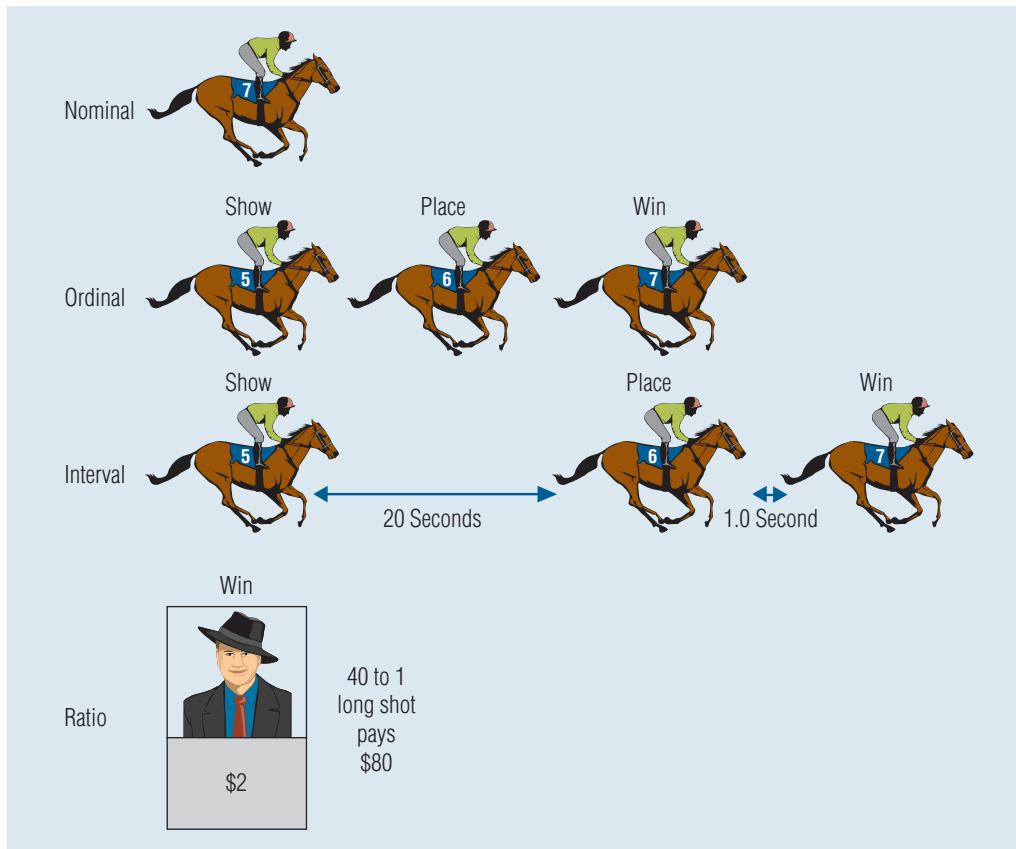 7
Nominal
Show Place Win
5 6 7
Ordinal
Show Place Win
5 6 7
Interval
20 Seconds 1.0 Second
Win
40 to 1
long shot
pays
$80
Ratio
$2